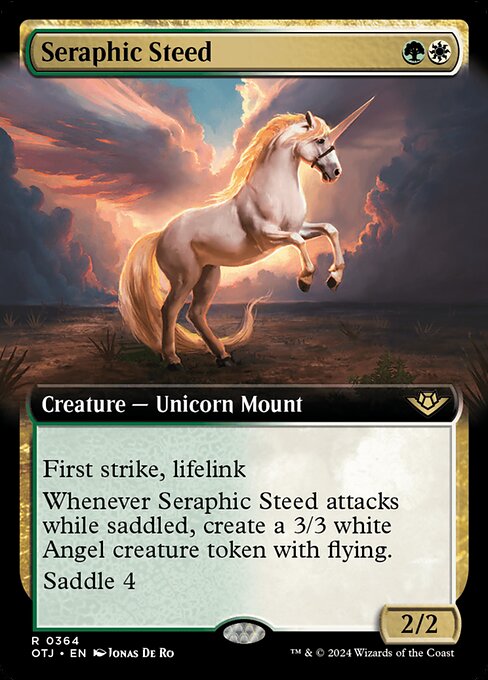 Seraphic Steed
Creature — Unicorn Mount
First strike, lifelink
Whenever Seraphic Steed attacks
while saddled, create a 3/3 white
Angel creature token with flying.
Saddle 4
2/2
R 0364
OTJ • EN Jonas De Ro
™ & © 2024 Wizards of the Coast